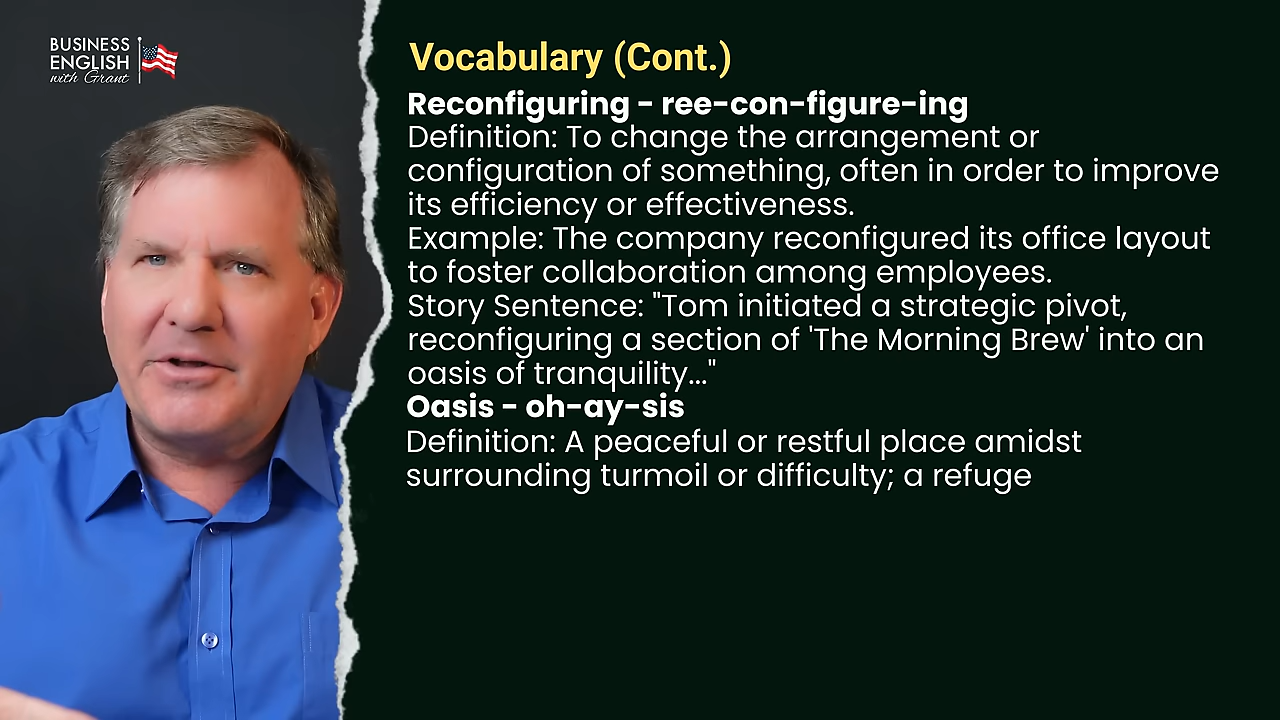 BUSINESS
ENGLISH
with Grant
Vocabulary (Cont.)
Reconfiguring - ree-con-figure-ing
Definition: To change the arrangement or
configuration of something, often in order to improve
its efficiency or effectiveness.
Example: The company reconfigured its office layout
to foster collaboration among employees.
Story Sentence: "Tom initiated a strategic pivot,
reconfiguring a section of 'The Morning Brew' into an
oasis of tranquility..."
Oasis - oh-ay-sis
Definition: A peaceful or restful place amidst
surrounding turmoil or difficulty; a refuge